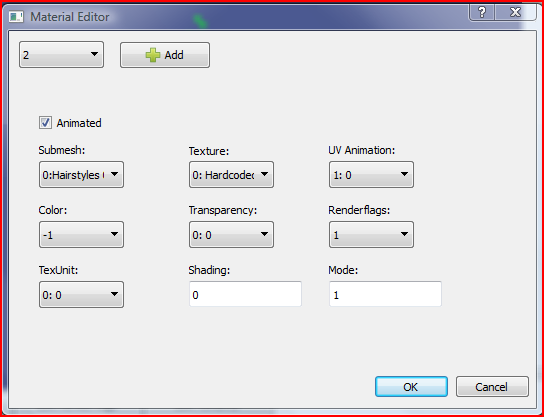 Material Editor
2 Add
Animated
Submesh: Texture: UV Animation:
0:Hairstyles 0: Hardcoded 1: 0
Color: Transparency: Renderflags:
-1 0: 0 1
TexUnit: Shading: Mode:
0: 0 0 1
OK Cancel